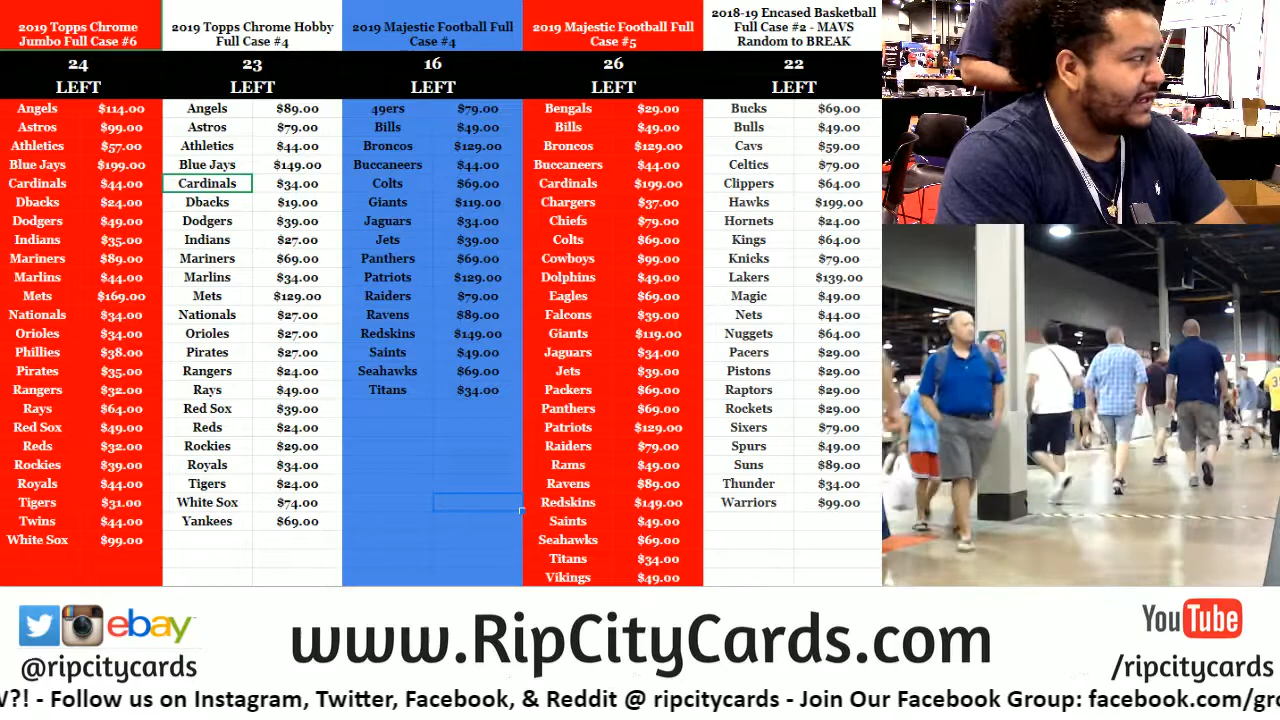 2019 Topps Chrome
Jumbo Full Case #6
24
LEFT
Angels $114.00
Astros $99.00
Athletics $57.00
Blue Jays $199.00
Cardinals $44.00
Dbacks $24.00
Dodgers $49.00
Indians $35.00
Mariners $89.00
Marlins $44.00
Mets $169.00
Nationals $34.00
Orioles $34.00
Phillies $38.00
Pirates $35.00
Rangers $32.00
Rays $64.00
Red Sox $49.00
Reds $32.00
Rockies $39.00
Royals $44.00
Tigers $31.00
Twins $44.00
White Sox $99.00
2019 Topps Chrome Hobby
Full Case #4
23
LEFT
Angels $89.00
Astros $79.00
Athletics $44.00
Blue Jays $149.00
Cardinals $34.00
Dbacks $19.00
Dodgers $39.00
Indians $27.00
Mariners $69.00
Marlins $34.00
Mets $129.00
Nationals $27.00
Orioles $27.00
Pirates $27.00
Rangers $24.00
Rays $49.00
Red Sox $39.00
Reds $24.00
Rockies $29.00
Royals $34.00
Tigers $24.00
White Sox $74.00
Yankees $69.00
2019 Majestic Football Full
Case #4
16
LEFT
49ers $79.00
Bills $49.00
Broncos $129.00
Buccaneers $44.00
Colts $69.00
Giants $119.00
Jaguars $34.00
Jets $39.00
Panthers $69.00
Patriots $129.00
Raiders $79.00
Ravens $89.00
Redskins $149.00
Saints $49.00
Seahawks $69.00
Titans $34.00
2019 Majestic Football Full
Case #5
26
LEFT
Bengals $29.00
Bills $49.00
Broncos $129.00
Buccaneers $44.00
Cardinals $199.00
Chargers $37.00
Chiefs $79.00
Colts $69.00
Cowboys $99.00
Dolphins $49.00
Eagles $69.00
Falcons $39.00
Giants $119.00
Jaguars $34.00
Jets $39.00
Packers $69.00
Panthers $69.00
Patriots $129.00
Raiders $79.00
Rams $49.00
Ravens $89.00
Redskins $149.00
Saints $49.00
Seahawks $69.00
Titans $34.00
Vikings $49.00
2018-19 Encased Basketball
Full Case #2 - MAVS
Random to BREAK
22
LEFT
Bucks $69.00
Bulls $49.00
Cavs $59.00
Celtics $79.00
Clippers $64.00
Hawks $199.00
Hornets $24.00
Kings $64.00
Knicks $79.00
Lakers $139.00
Magic $49.00
Nets $44.00
Nuggets $64.00
Pacers $29.00
Pistons $29.00
Raptors $29.00
Rockets $29.00
Sixers $79.00
Spurs $49.00
Suns $89.00
Thunder $34.00
Warriors $99.00
ebay
@ripcitycards
www.RipCityCards.com
YouTube
/ripcitycards
W?! - Follow us on Instagram, Twitter, Facebook, & Reddit @ ripcitycards - Join Our Facebook Group: facebook.com/gro